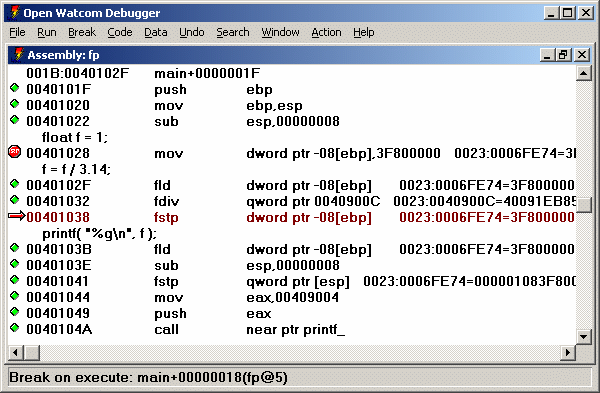 Open Watcom Debugger
File Run Break Code Data Undo Search Window Action Help
Assembly: fp
001B:0040102F main+0000001F
0040101F push ebp
00401020 mov ebp,esp
00401022 sub esp,00000008
float f = 1;
00401028 mov dword ptr -08[ebp],3F800000 0023:0006FE74=3
f = f / 3.14;
0040102F fld dword ptr -08[ebp] 0023:0006FE74=3F800000
00401032 fdiv qword ptr 0040900C 0023:0040900C=40091EB85
00401038 fstp dword ptr -08[ebp] 0023:0006FE74=3F800000
printf( "%g\n", f );
0040103B fld dword ptr -08[ebp] 0023:0006FE74=3F800000
0040103E sub esp,00000008
00401041 fstp qword ptr [esp] 0023:0006FE74=000001083F800
00401044 mov eax,00409004
00401049 push eax
0040104A call near ptr printf_
Break on execute: main+00000018(fp@5)